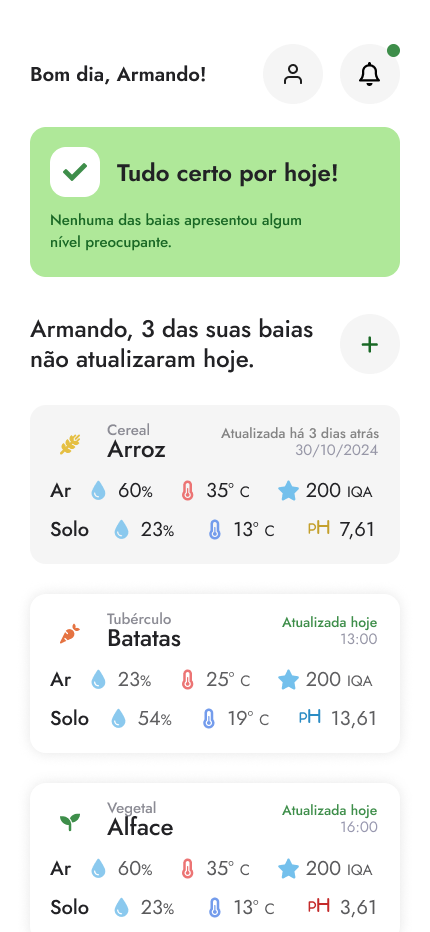 Bom dia, Armando!
Tudo certo por hoje!
Nenhuma das baias apresentou algum
nível preocupante.
Armando, 3 das suas baias
não atualizaram hoje.
Cereal
Arroz
Atualizada há 3 dias atrás
30/10/2024
Ar 60% 35° C 200 IQA
Solo 23% 13° C pH 7,61
Tubérculo
Batatas
Atualizada hoje
13:00
Ar 23% 25° C 200 IQA
Solo 54% 19° C pH 13,61
Vegetal
Alface
Atualizada hoje
16:00
Ar 60% 35° C 200 IQA
Solo 23% 13° C pH 3,61